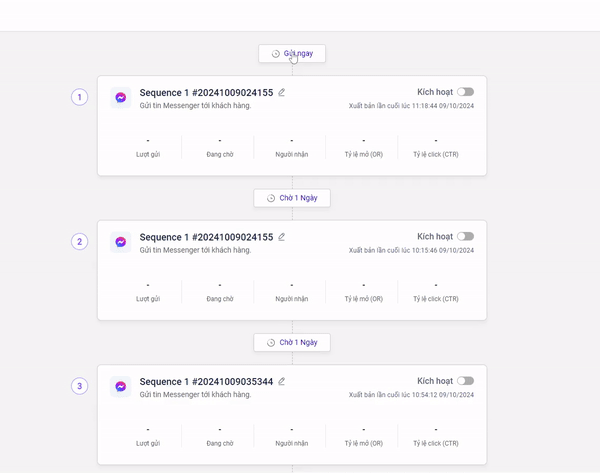 Gửi ngay
1
Sequence 1 #20241009024155
Kích hoạt
Gửi tin Messenger tới khách hàng.
Xuất bản lần cuối lúc 11:18:44 09/10/2024
- - - - -
Lượt gửi Đang chờ Người nhận Tỷ lệ mở (OR) Tỷ lệ click (CTR)
Chờ 1 Ngày
2
Sequence 1 #20241009024155
Kích hoạt
Gửi tin Messenger tới khách hàng.
Xuất bản lần cuối lúc 10:15:46 09/10/2024
- - - - -
Lượt gửi Đang chờ Người nhận Tỷ lệ mở (OR) Tỷ lệ click (CTR)
Chờ 1 Ngày
3
Sequence 1 #20241009035344
Kích hoạt
Gửi tin Messenger tới khách hàng.
Xuất bản lần cuối lúc 10:54:12 09/10/2024
- - - - -
Lượt gửi Đang chờ Người nhận Tỷ lệ mở (OR) Tỷ lệ click (CTR)